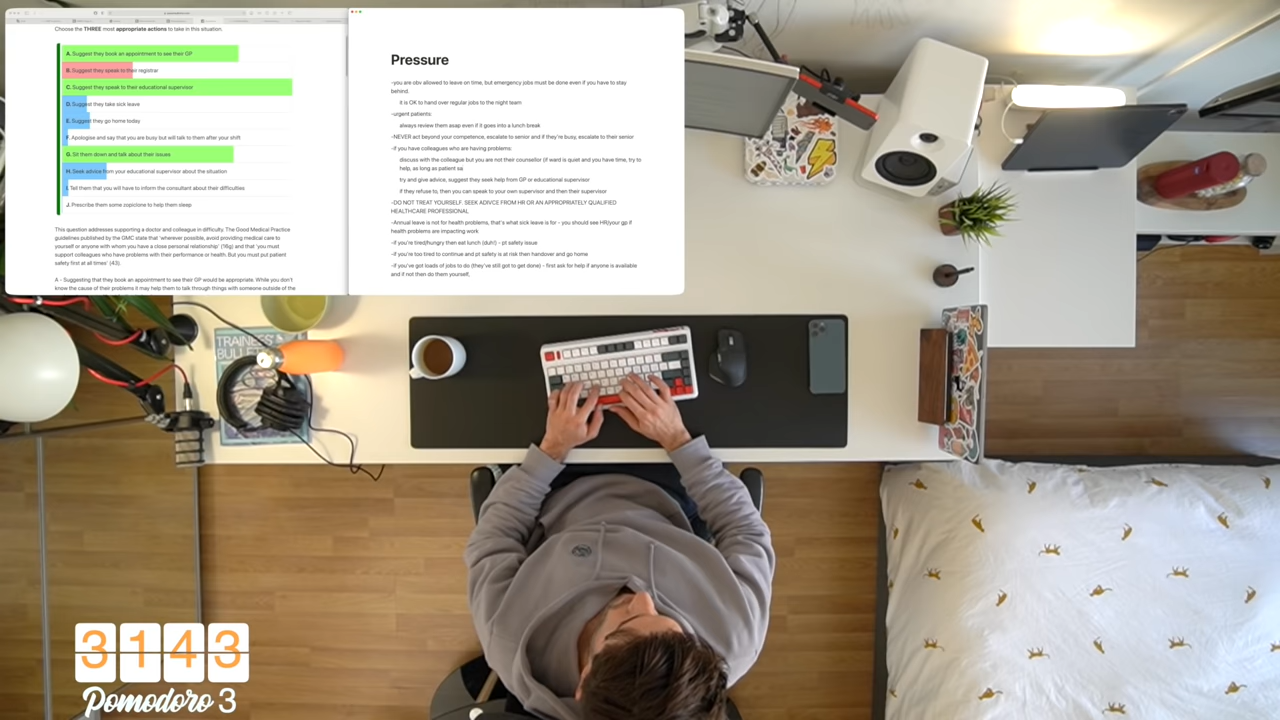 Choose the THREE most appropriate actions to take in this situation.
A. Suggest they book an appointment to see their GP
B. Suggest they speak to their registrar
C. Suggest they speak to their educational supervisor
D. Suggest they take sick leave
E. Suggest they go home today
F. Apologise and say that you are busy but will talk to them after your shift
G. Sit them down and talk about their issues
H. Seek advice from your educational supervisor about the situation
I. Tell them that you will have to inform the consultant about their difficulties
J. Prescribe them some zopiclone to help them sleep
This question addresses supporting a doctor and colleague in difficulty. The Good Medical Practice
guidelines published by the GMC state that 'wherever possible, avoid providing medical care to
yourself or anyone with whom you have a close personal relationship' (16g) and that 'you must
support colleagues who have problems with their performance or health. But you must put patient
safety first at all times' (43).
A - Suggesting that they book an appointment to see their GP would be appropriate. While you don't
know the cause of their problems it may help them to talk through things with someone outside of the
Pressure
-you are obv allowed to leave on time, but emergency jobs must be done even if you have to stay
behind.
it is OK to hand over regular jobs to the night team
-urgent patients:
always review them asap even if it goes into a lunch break
-NEVER act beyond your competence, escalate to senior and if they're busy, escalate to their senior
-if you have colleagues who are having problems:
discuss with the colleague but you are not their counsellor (if ward is quiet and you have time, try to
help, as long as patient sa
try and give advice, suggest they seek help from GP or educational supervisor
if they refuse to, then you can speak to your own supervisor and then their supervisor
-DO NOT TREAT YOURSELF. SEEK ADIVCE FROM HR OR AN APPROPRIATELY QUALIFIED
HEALTHCARE PROFESSIONAL
-Annual leave is not for health problems, that's what sick leave is for - you should see HR/your gp if
health problems are impacting work
-if you're tired/hungry then eat lunch (duh!) - pt safety issue
-if you're too tired to continue and pt safety is at risk then handover and go home
-if you've got loads of jobs to do (they've still got to get done) - first ask for help if anyone is available
and if not then do them yourself,
TRAINERS
BULLET
3143
Pomodoro 3